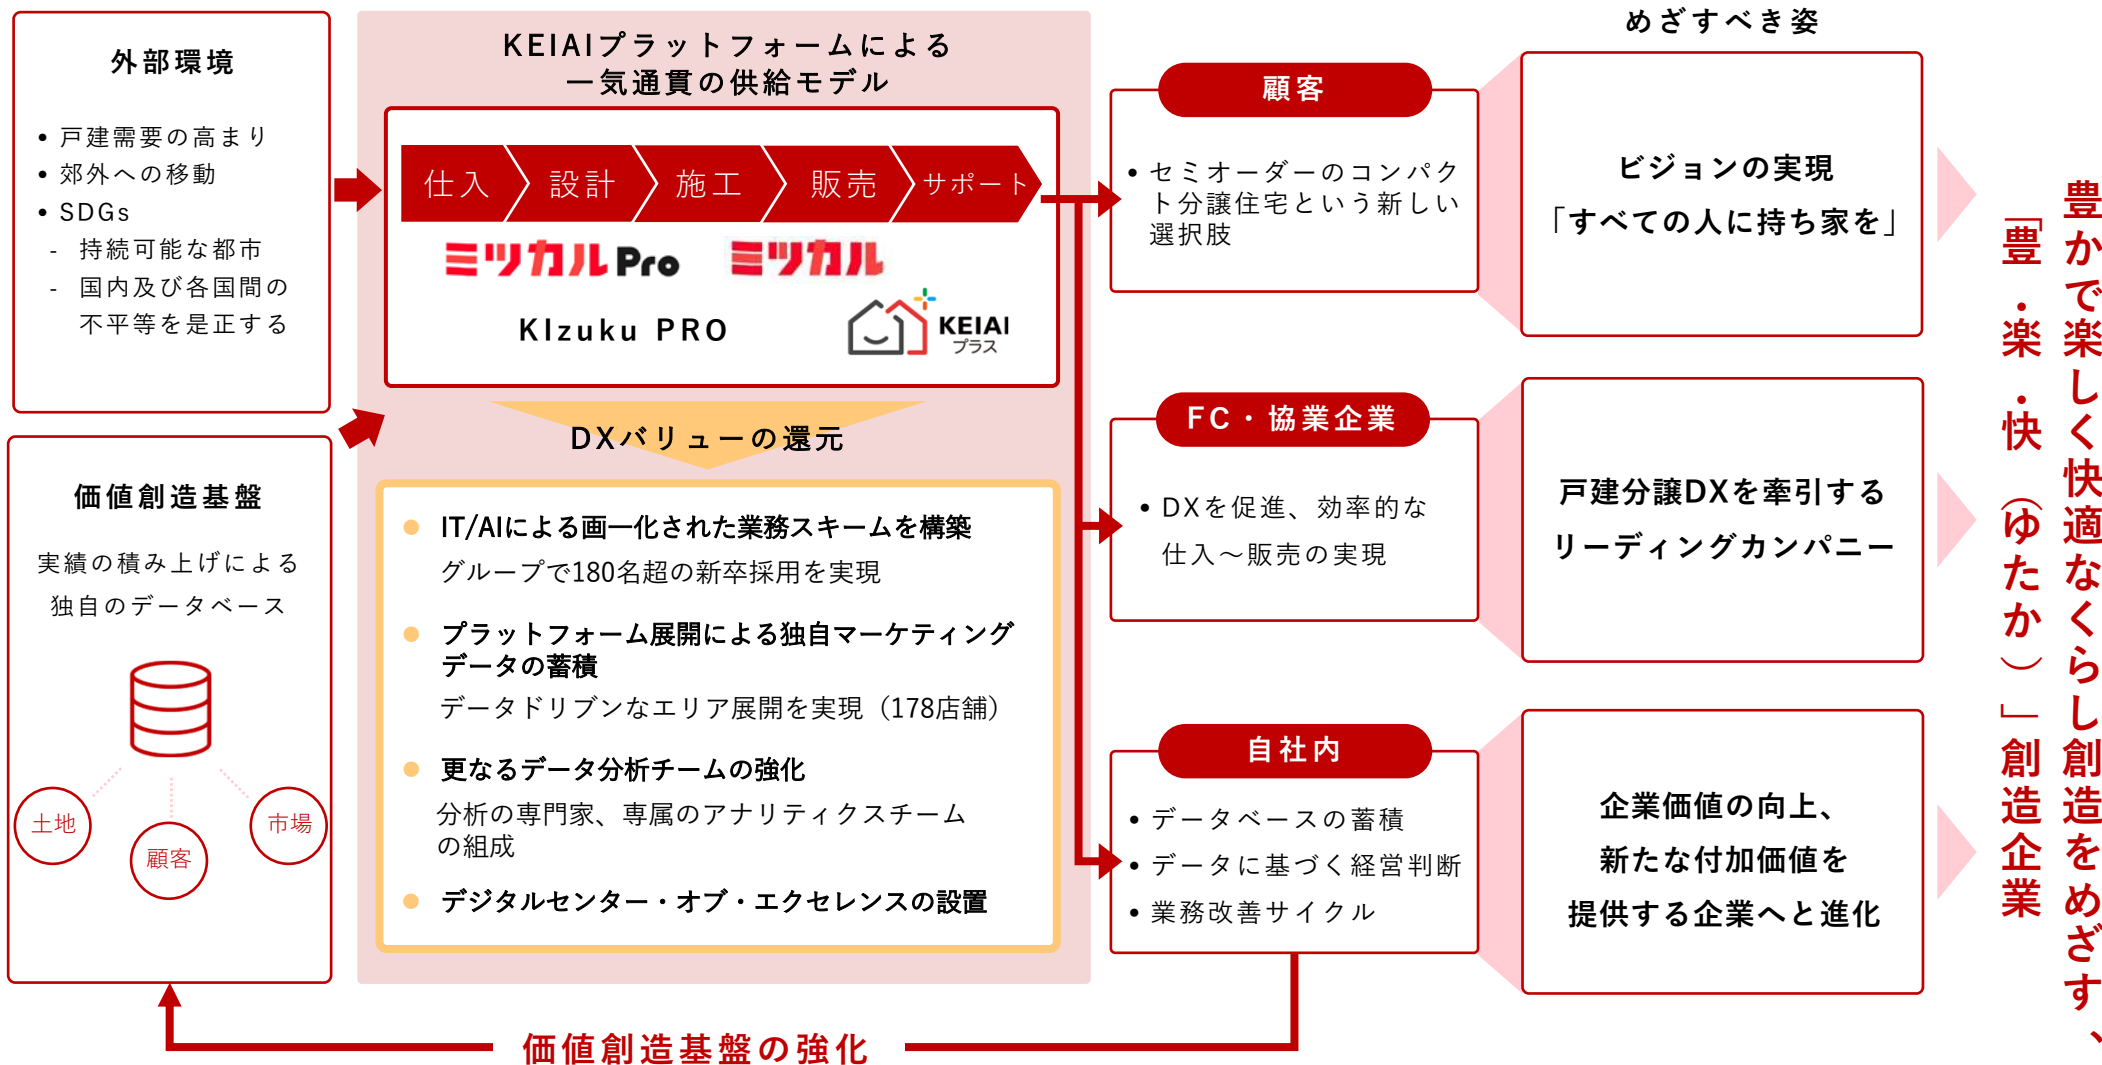 外部環境
• 戸建需要の高まり
• 郊外への移動
• SDGs
- 持続可能な都市
- 国内及び各国間の
不平等を是正する
価値創造基盤
実績の積み上げによる
独自のデータベース
土地
顧客
市場
KEIAIプラットフォームによる
一気通貫の供給モデル
仕入
設計
施工
販売
サポート
ミツカルPro
ミツカル
KIzuku PRO
KEIAI
プラス
DXバリューの還元
IT/AIによる画一化された業務スキームを構築
グループで180名超の新卒採用を実現
プラットフォーム展開による独自マーケティング
データの蓄積
データドリブンなエリア展開を実現（178店舗）
更なるデータ分析チームの強化
分析の専門家、専属のアナリティクスチーム
の組成
デジタルセンター・オブ・エクセレンスの設置
顧客
• セミオーダーのコンパク
ト分譲住宅という新しい
選択肢
FC・協業企業
• DXを促進、効率的な
仕入～販売の実現
自社内
• データベースの蓄積
• データに基づく経営判断
• 業務改善サイクル
価値創造基盤の強化
めざすべき姿
ビジョンの実現
「すべての人に持ち家を」
戸建分譲DXを牽引する
リーディングカンパニー
企業価値の向上、
新たな付加価値を
提供する企業へと進化
豊かで楽しく快適なくらし創造をめざす、
「豊・楽・快（ゆたか）」創造企業